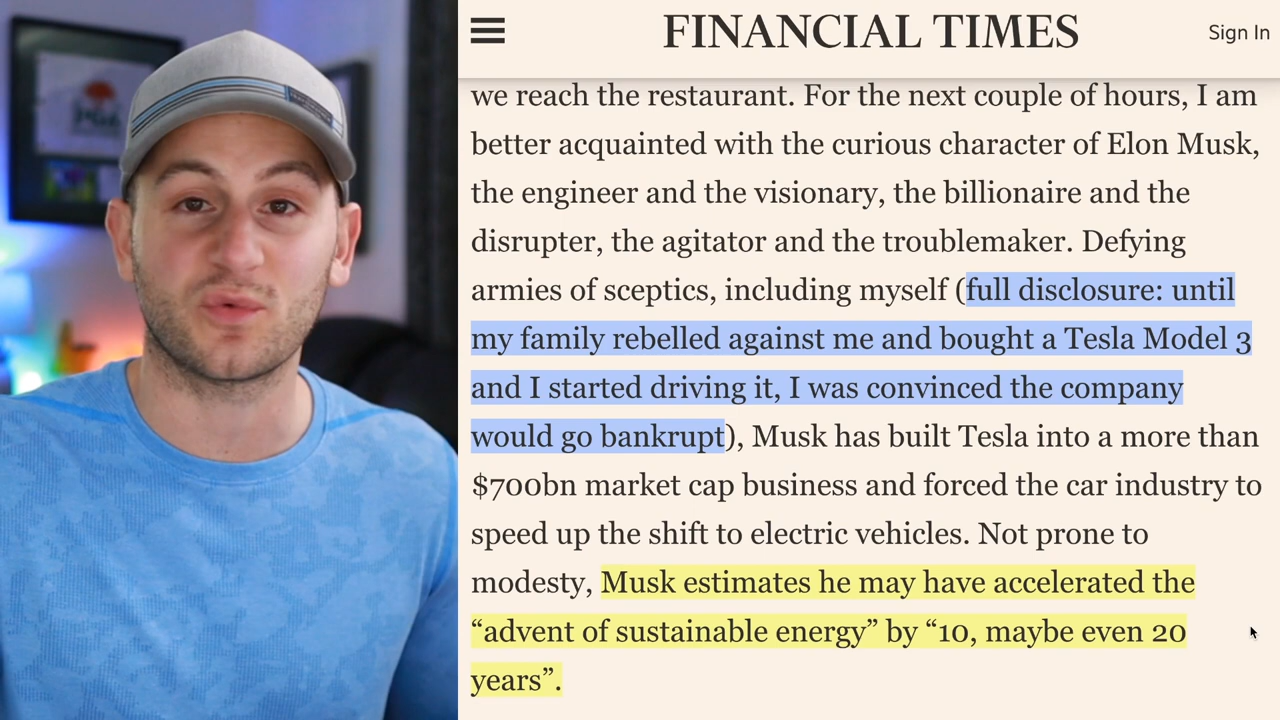 FINANCIAL TIMES
Sign In
we reach the restaurant. For the next couple of hours, I am
better acquainted with the curious character of Elon Musk,
the engineer and the visionary, the billionaire and the
disrupter, the agitator and the troublemaker. Defying
armies of sceptics, including myself (full disclosure: until
my family rebelled against me and bought a Tesla Model 3
and I started driving it, I was convinced the company
would go bankrupt), Musk has built Tesla into a more than
$700bn market cap business and forced the car industry to
speed up the shift to electric vehicles. Not prone to
modesty, Musk estimates he may have accelerated the
“advent of sustainable energy” by “10, maybe even 20
years”.